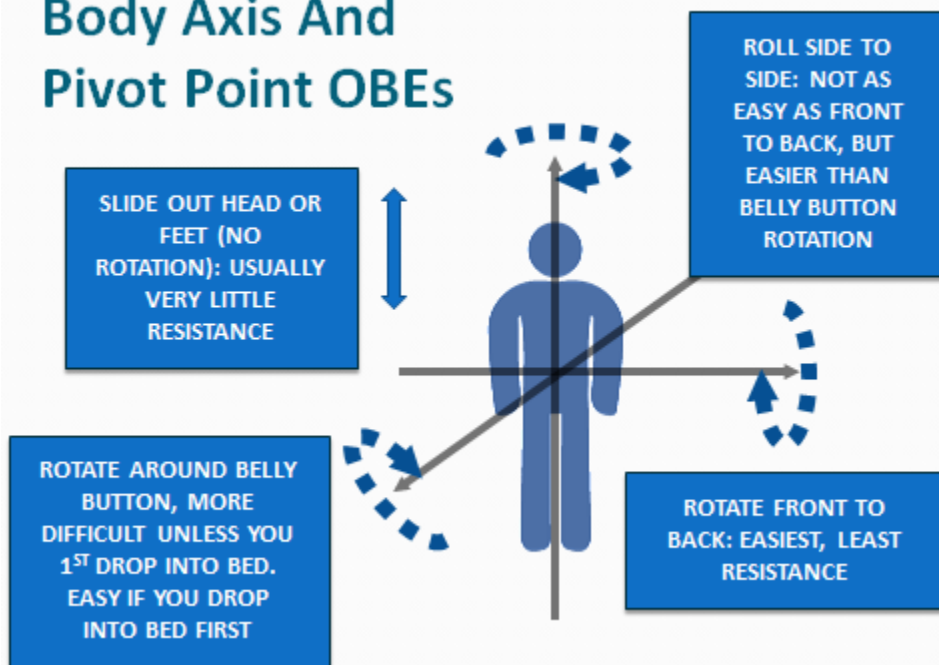 Body Axis And
Pivot Point OBEs
ROLL SIDE TO
SIDE: NOT AS
EASY AS FRONT
TO BACK, BUT
EASIER THAN
BELLY BUTTON
ROTATION
SLIDE OUT HEAD OR
FEET (NO
ROTATION): USUALLY
VERY LITTLE
RESISTANCE
ROTATE AROUND BELLY
BUTTON, MORE
DIFFICULT UNLESS YOU
1ST DROP INTO BED.
EASY IF YOU DROP
INTO BED FIRST
ROTATE FRONT TO
BACK: EASIEST, LEAST
RESISTANCE